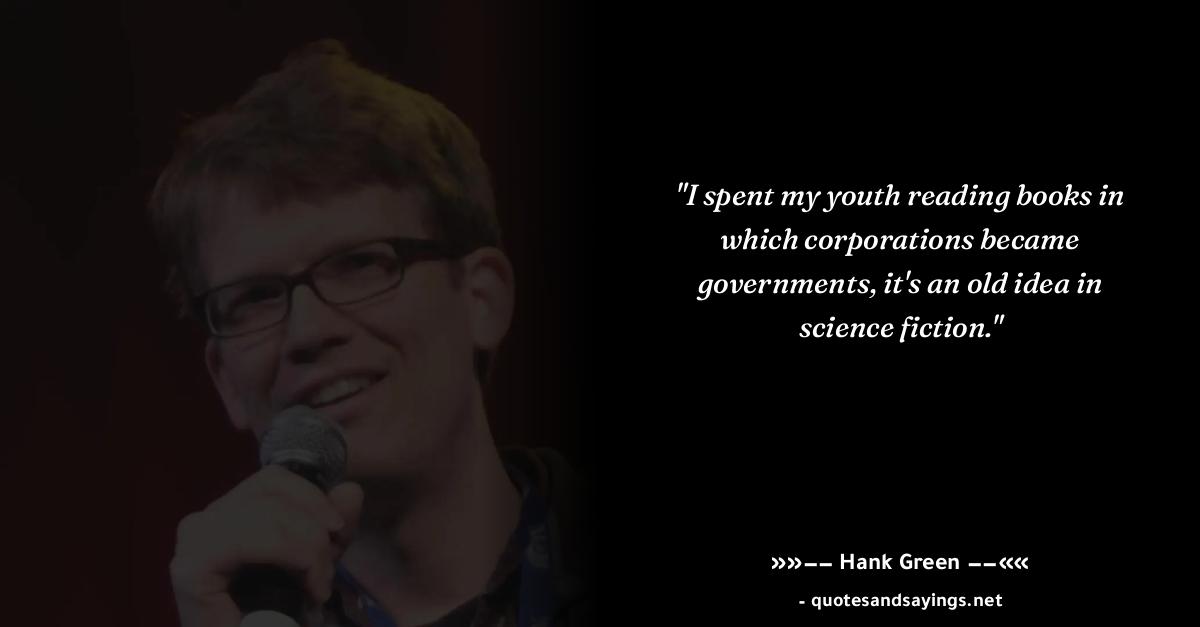 "I spent my youth reading books in
which corporations became
governments, it's an old idea in
science fiction."
»»–– Hank Green ––««
- quotesandsayings.net